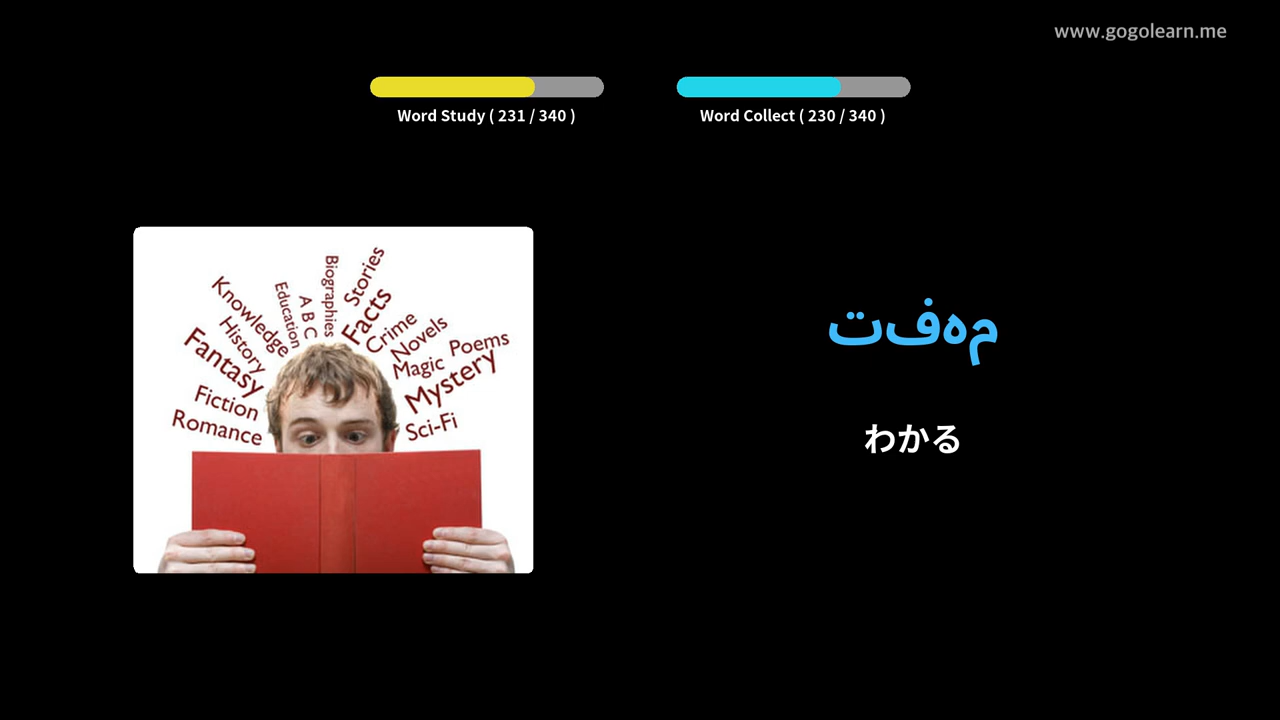 www.gogolearn.me
Word Study ( 231 / 340 )
Word Collect ( 230 / 340 )
Biographies
Stories
Knowledge
Education
A B C
Facts
History
Crime
Novels
Fantasy
Magic
Poems
Mystery
Fiction
Romance
Sci-Fi
تفهم
わかる